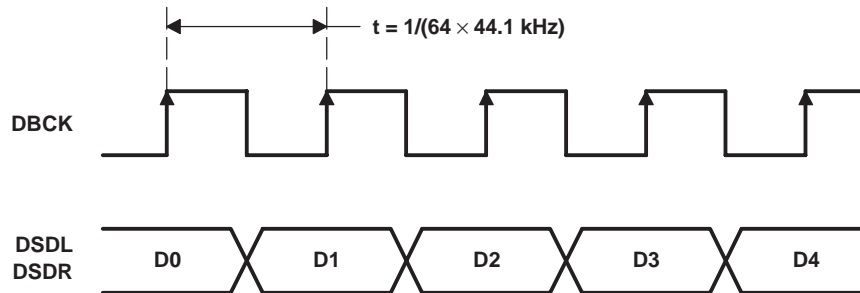 t = 1/(64 × 44.1 kHz)
DBCK
DSDL
DSDR
D0 D1 D2 D3 D4